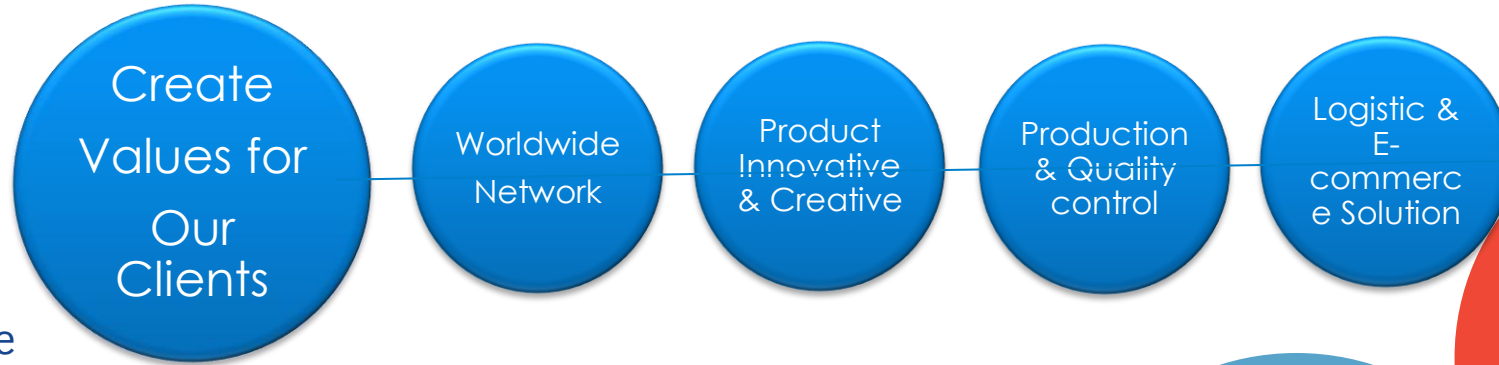 Create
Values for
Our
Clients
Worldwide
Network
Product
Innovative
& Creative
Production
& Quality
control
Logistic &
E-
commerc
e Solution
e